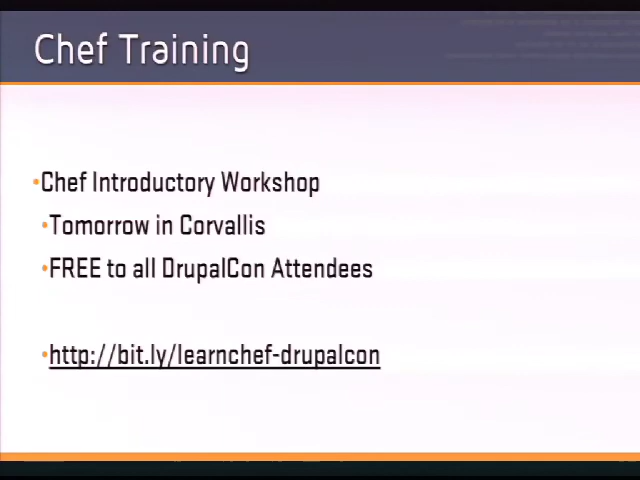 Chef Training
•Chef Introductory Workshop
•Tomorrow in Corvallis
•FREE to all DrupalCon Attendees
•http://bit.ly/learnchef-drupalcon